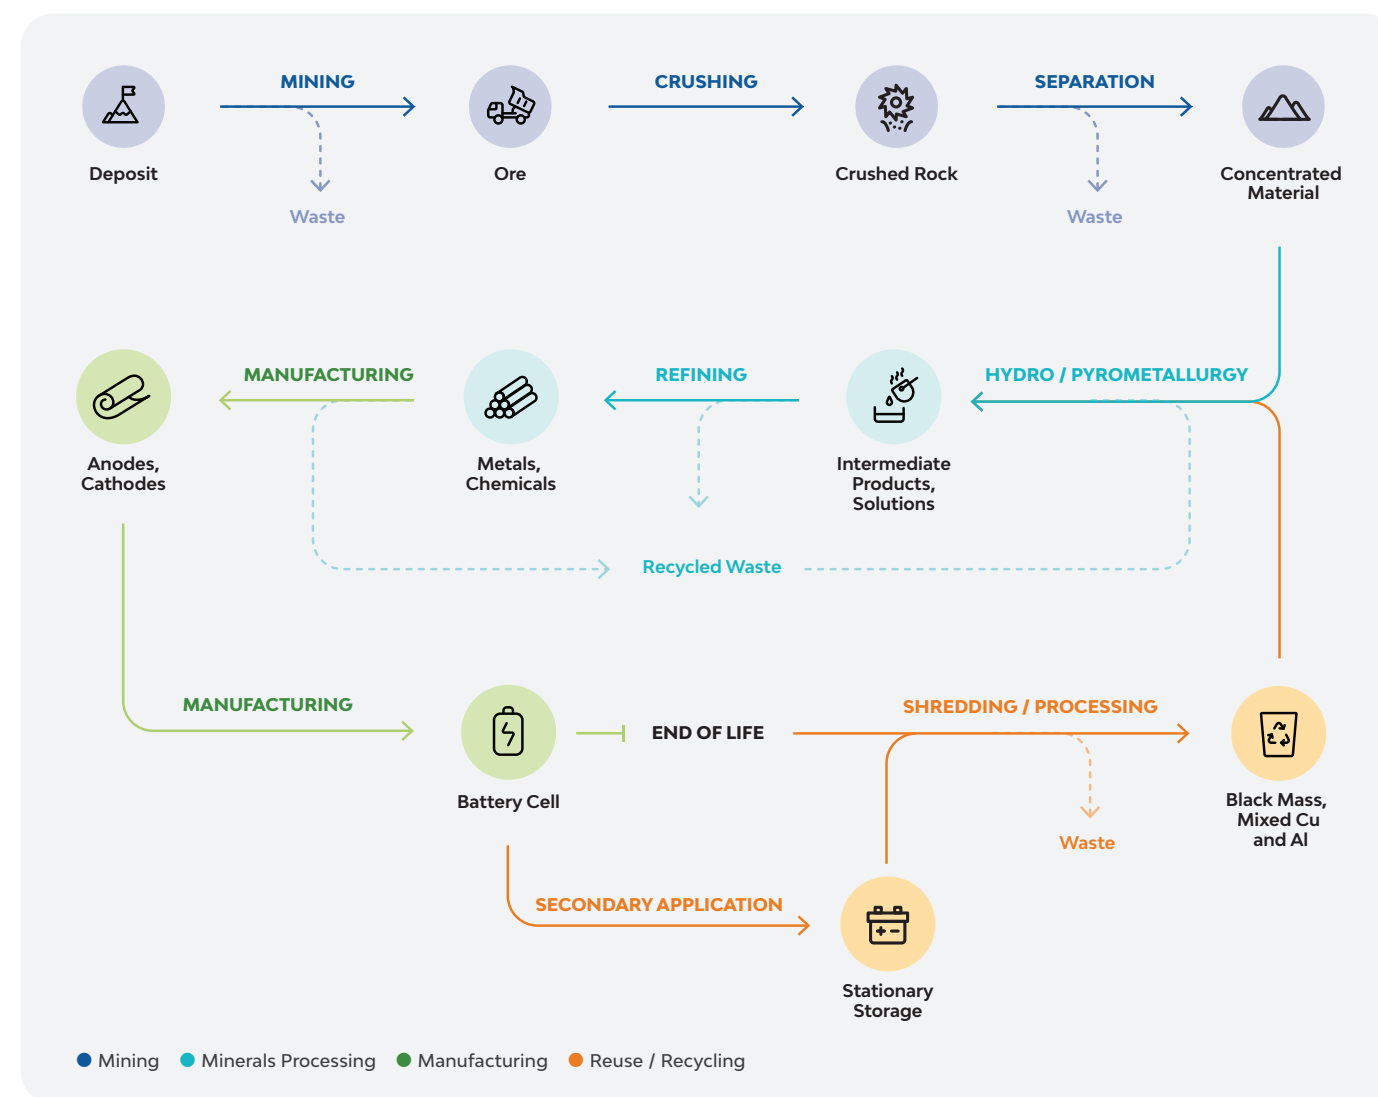 MINING
CRUSHING
SEPARATION
Deposit
Ore
Crushed Rock
Concentrated
Material
Waste
Waste
MANUFACTURING
REFINING
HYDRO / PYROMETALLURGY
Anodes,
Cathodes
Metals,
Chemicals
Intermediate
Products,
Solutions
Recycled Waste
MANUFACTURING
END OF LIFE
SHREDDING / PROCESSING
Battery Cell
Black Mass,
Mixed Cu
and Al
Waste
SECONDARY APPLICATION
Stationary
Storage
Mining
Minerals Processing
Manufacturing
Reuse / Recycling